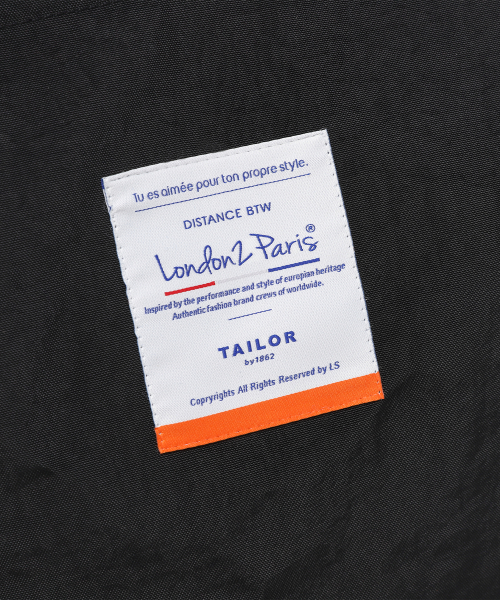 Tu es aimée pour ton propre style.
DISTANCE BTW
London2 Paris®
Inspired by the performance and style of europian heritage
Authentic fashion brand crews of worldwide.
TAILOR
by1862
Copryrights All Rights Reserved by LS